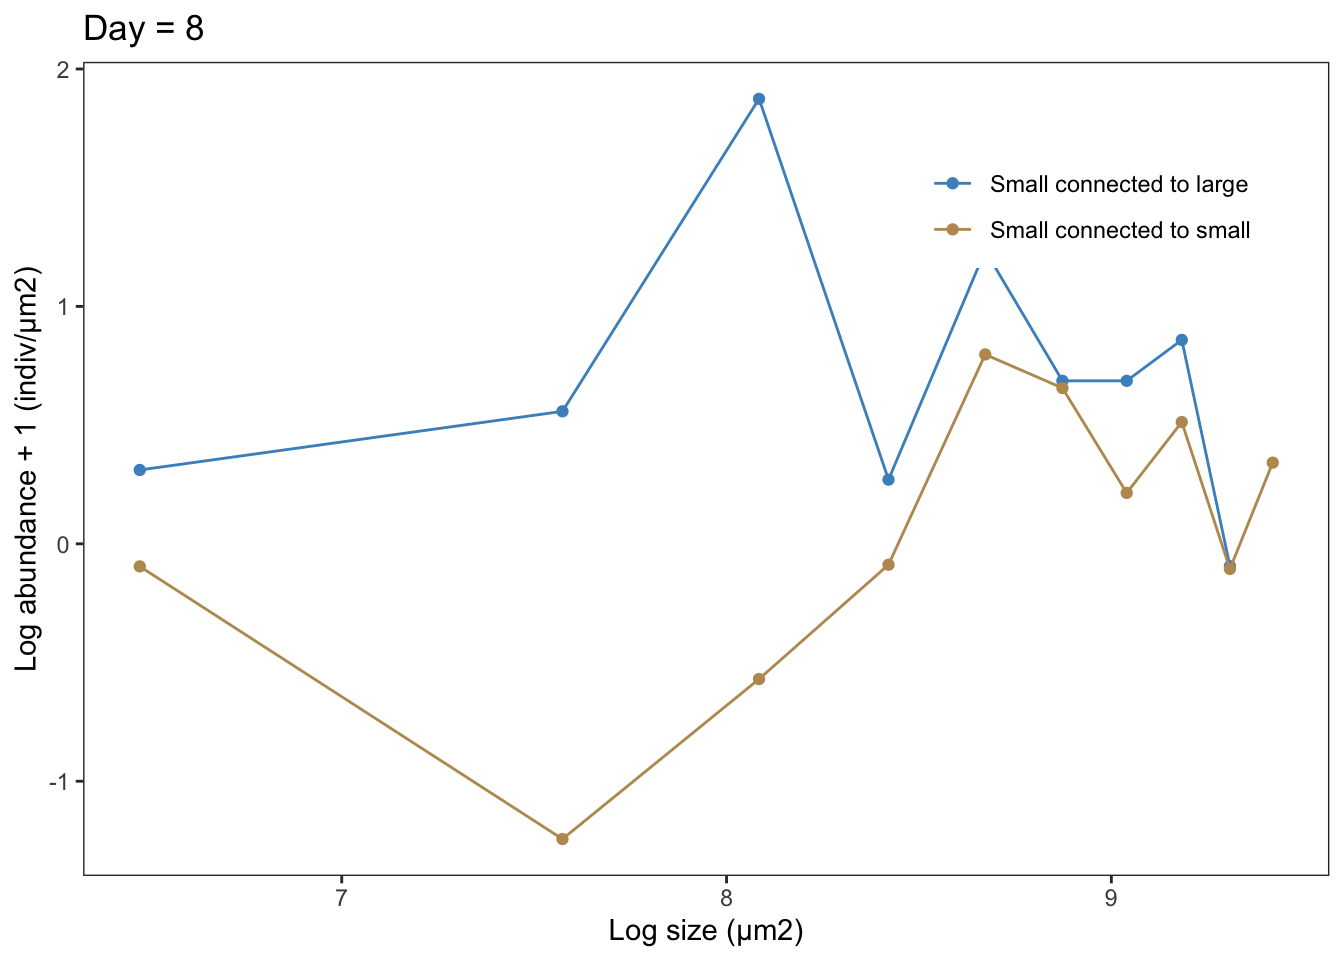 Day = 8
Log abundance + 1 (indiv/µm2)
2
1
0
-1
Small connected to large
Small connected to small
7 8 9
Log size (µm2)